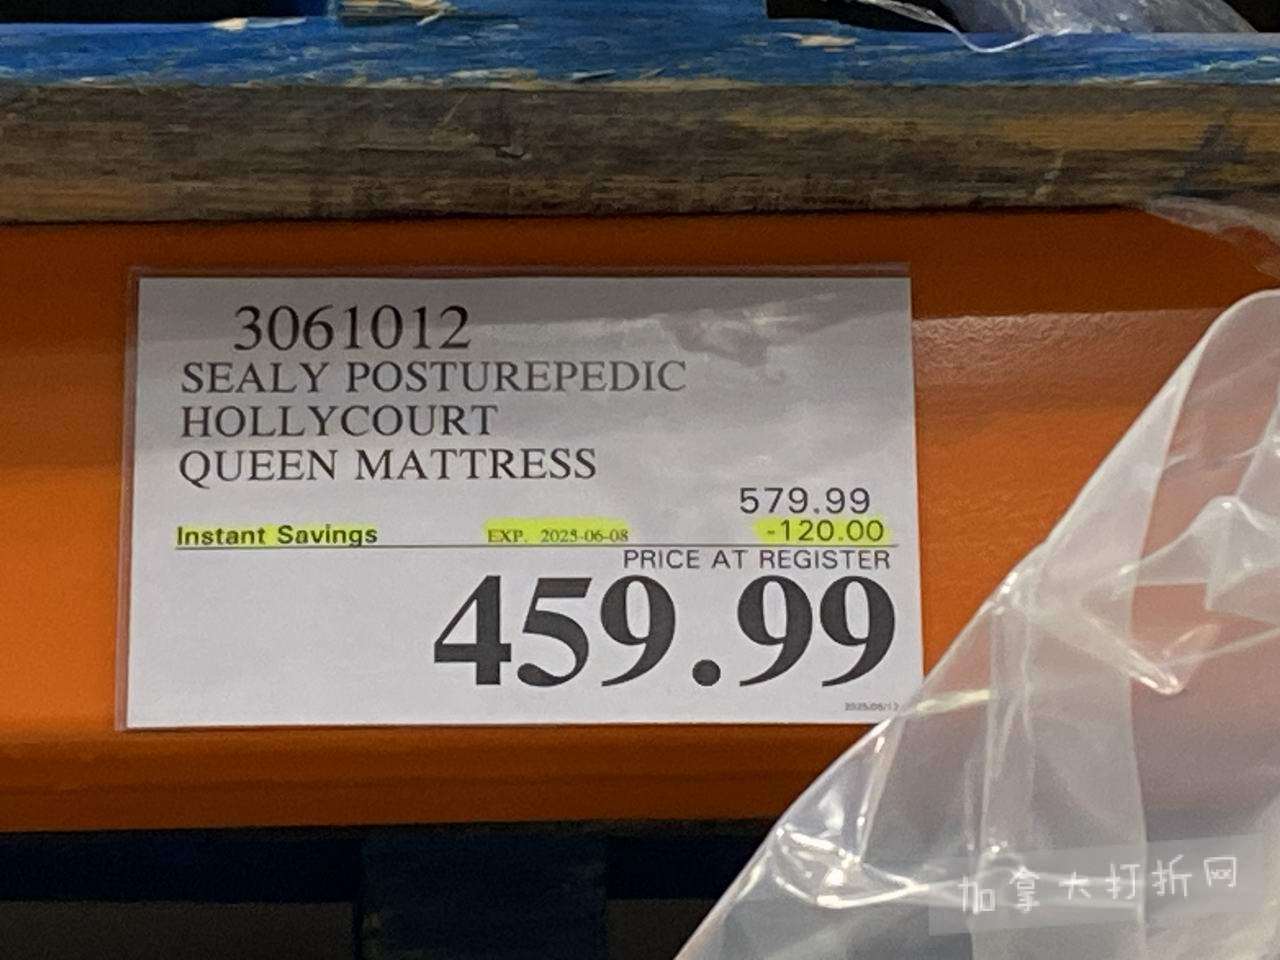 3061012
SEALY POSTUREPEDIC
HOLLYCOURT
QUEEN MATTRESS
579.99
Instant Savings EXP. 2025-06-08 -120.00
PRICE AT REGISTER
459.99
加拿大打折网